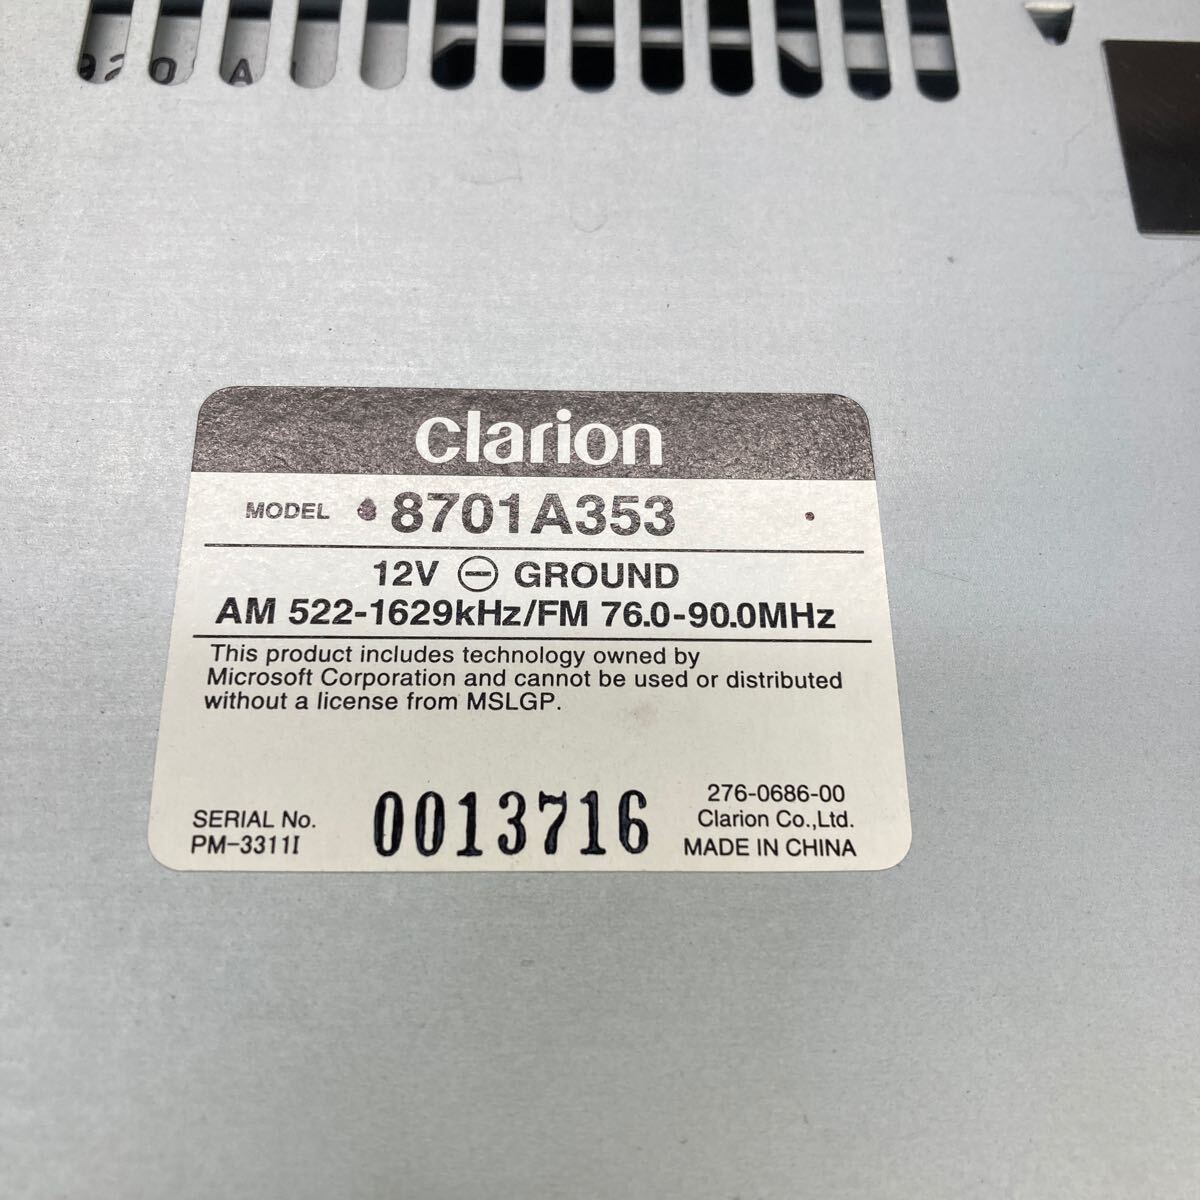 clarion
MODEL 8701A353
12V ⊖ GROUND
AM 522-1629kHz/FM 76.0-90.0MHz
This product includes technology owned by
Microsoft Corporation and cannot be used or distributed
without a license from MSLGP.
SERIAL No.
PM-3311I
0013716
276-0686-00
Clarion Co.,Ltd.
MADE IN CHINA